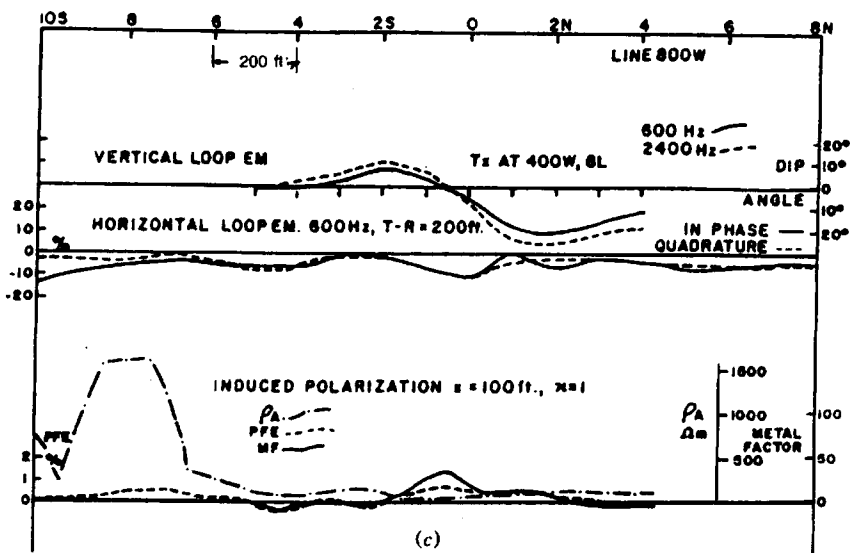 10S 8 6 4 2S 0 2N 4 6 8N
200 ft.
LINE 800W
600 Hz
2400 Hz
20°
VERTICAL LOOP EM
Tx AT 400W, BL
DIP
10°
0
ANGLE
20
10
HORIZONTAL LOOP EM. 600Hz, T-R = 200ft.
10°
IN PHASE
%
20°
0
QUADRATURE
-10
-20
INDUCED POLARIZATION x = 100 ft., n = 1
1500
ρA
PFE
ρA
1000
100
PFE
Ωm
METAL
%
MF
FACTOR
2
500
50
1
0
0
(c)